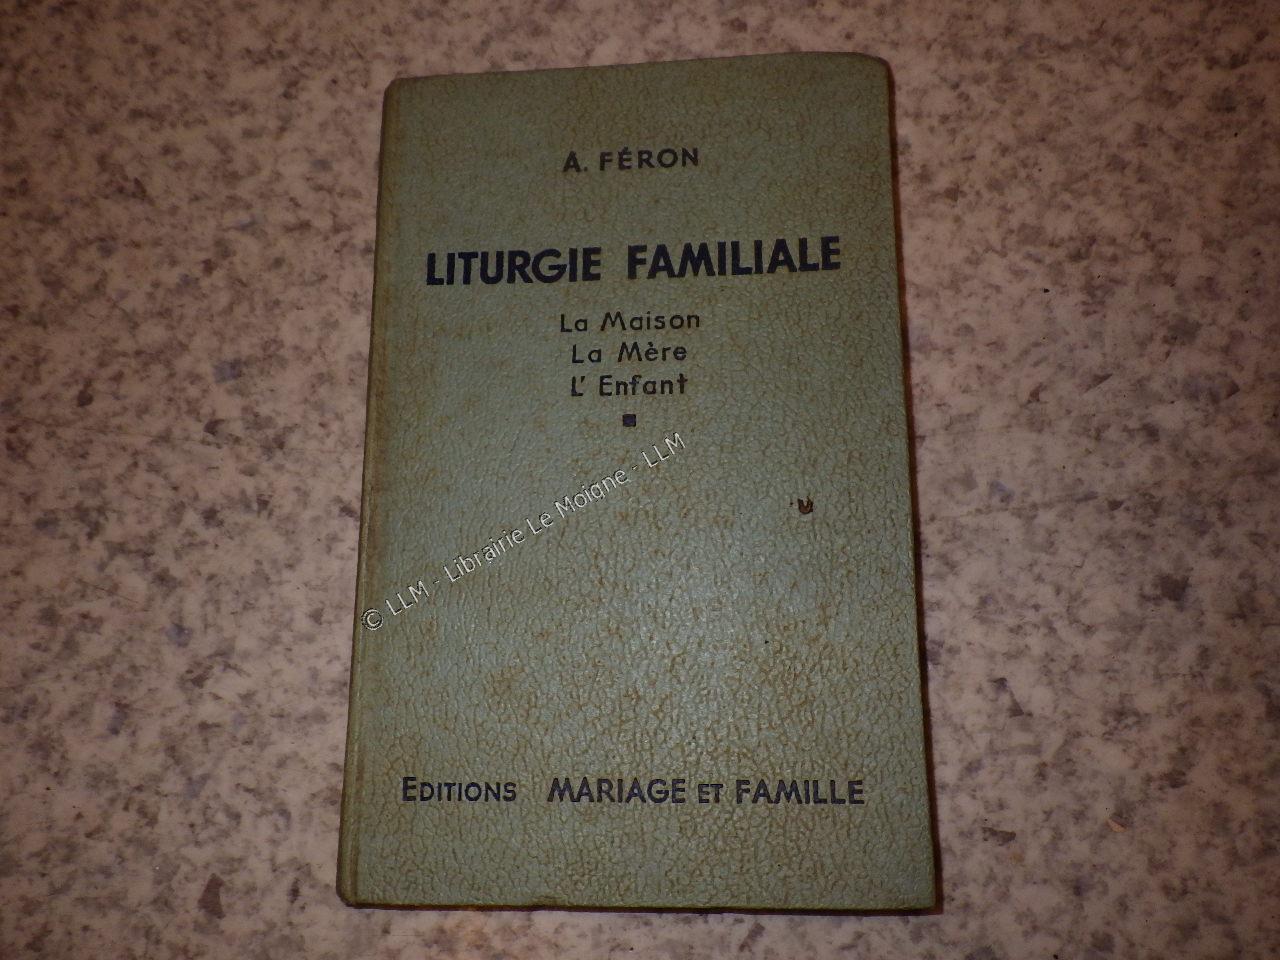 A. FÉRON
LITURGIE FAMILIALE
La Maison
La Mère
L' Enfant
© LLM - Librairie Le Moigne - LLM
EDITIONS MARIAGE ET FAMILLE